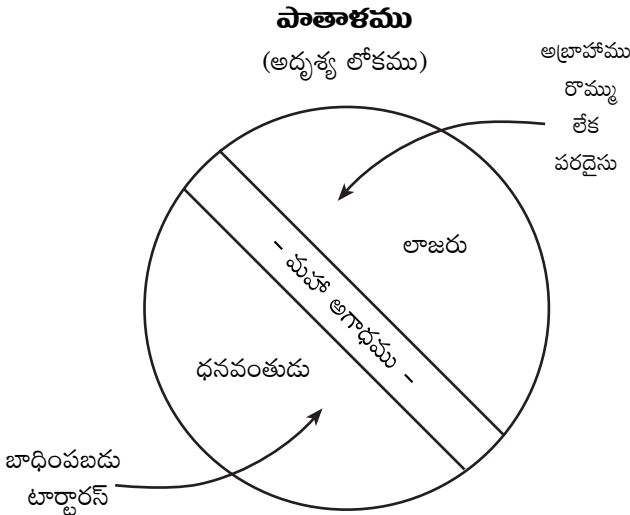 పాతాళము
(అదృశ్య లోకము)
అబ్రాహాము
రొమ్ము
లేక
పరదైసు
లాజరు
- మహా అగాధము -
ధనవంతుడు
బాధింపబడు
టార్టారస్